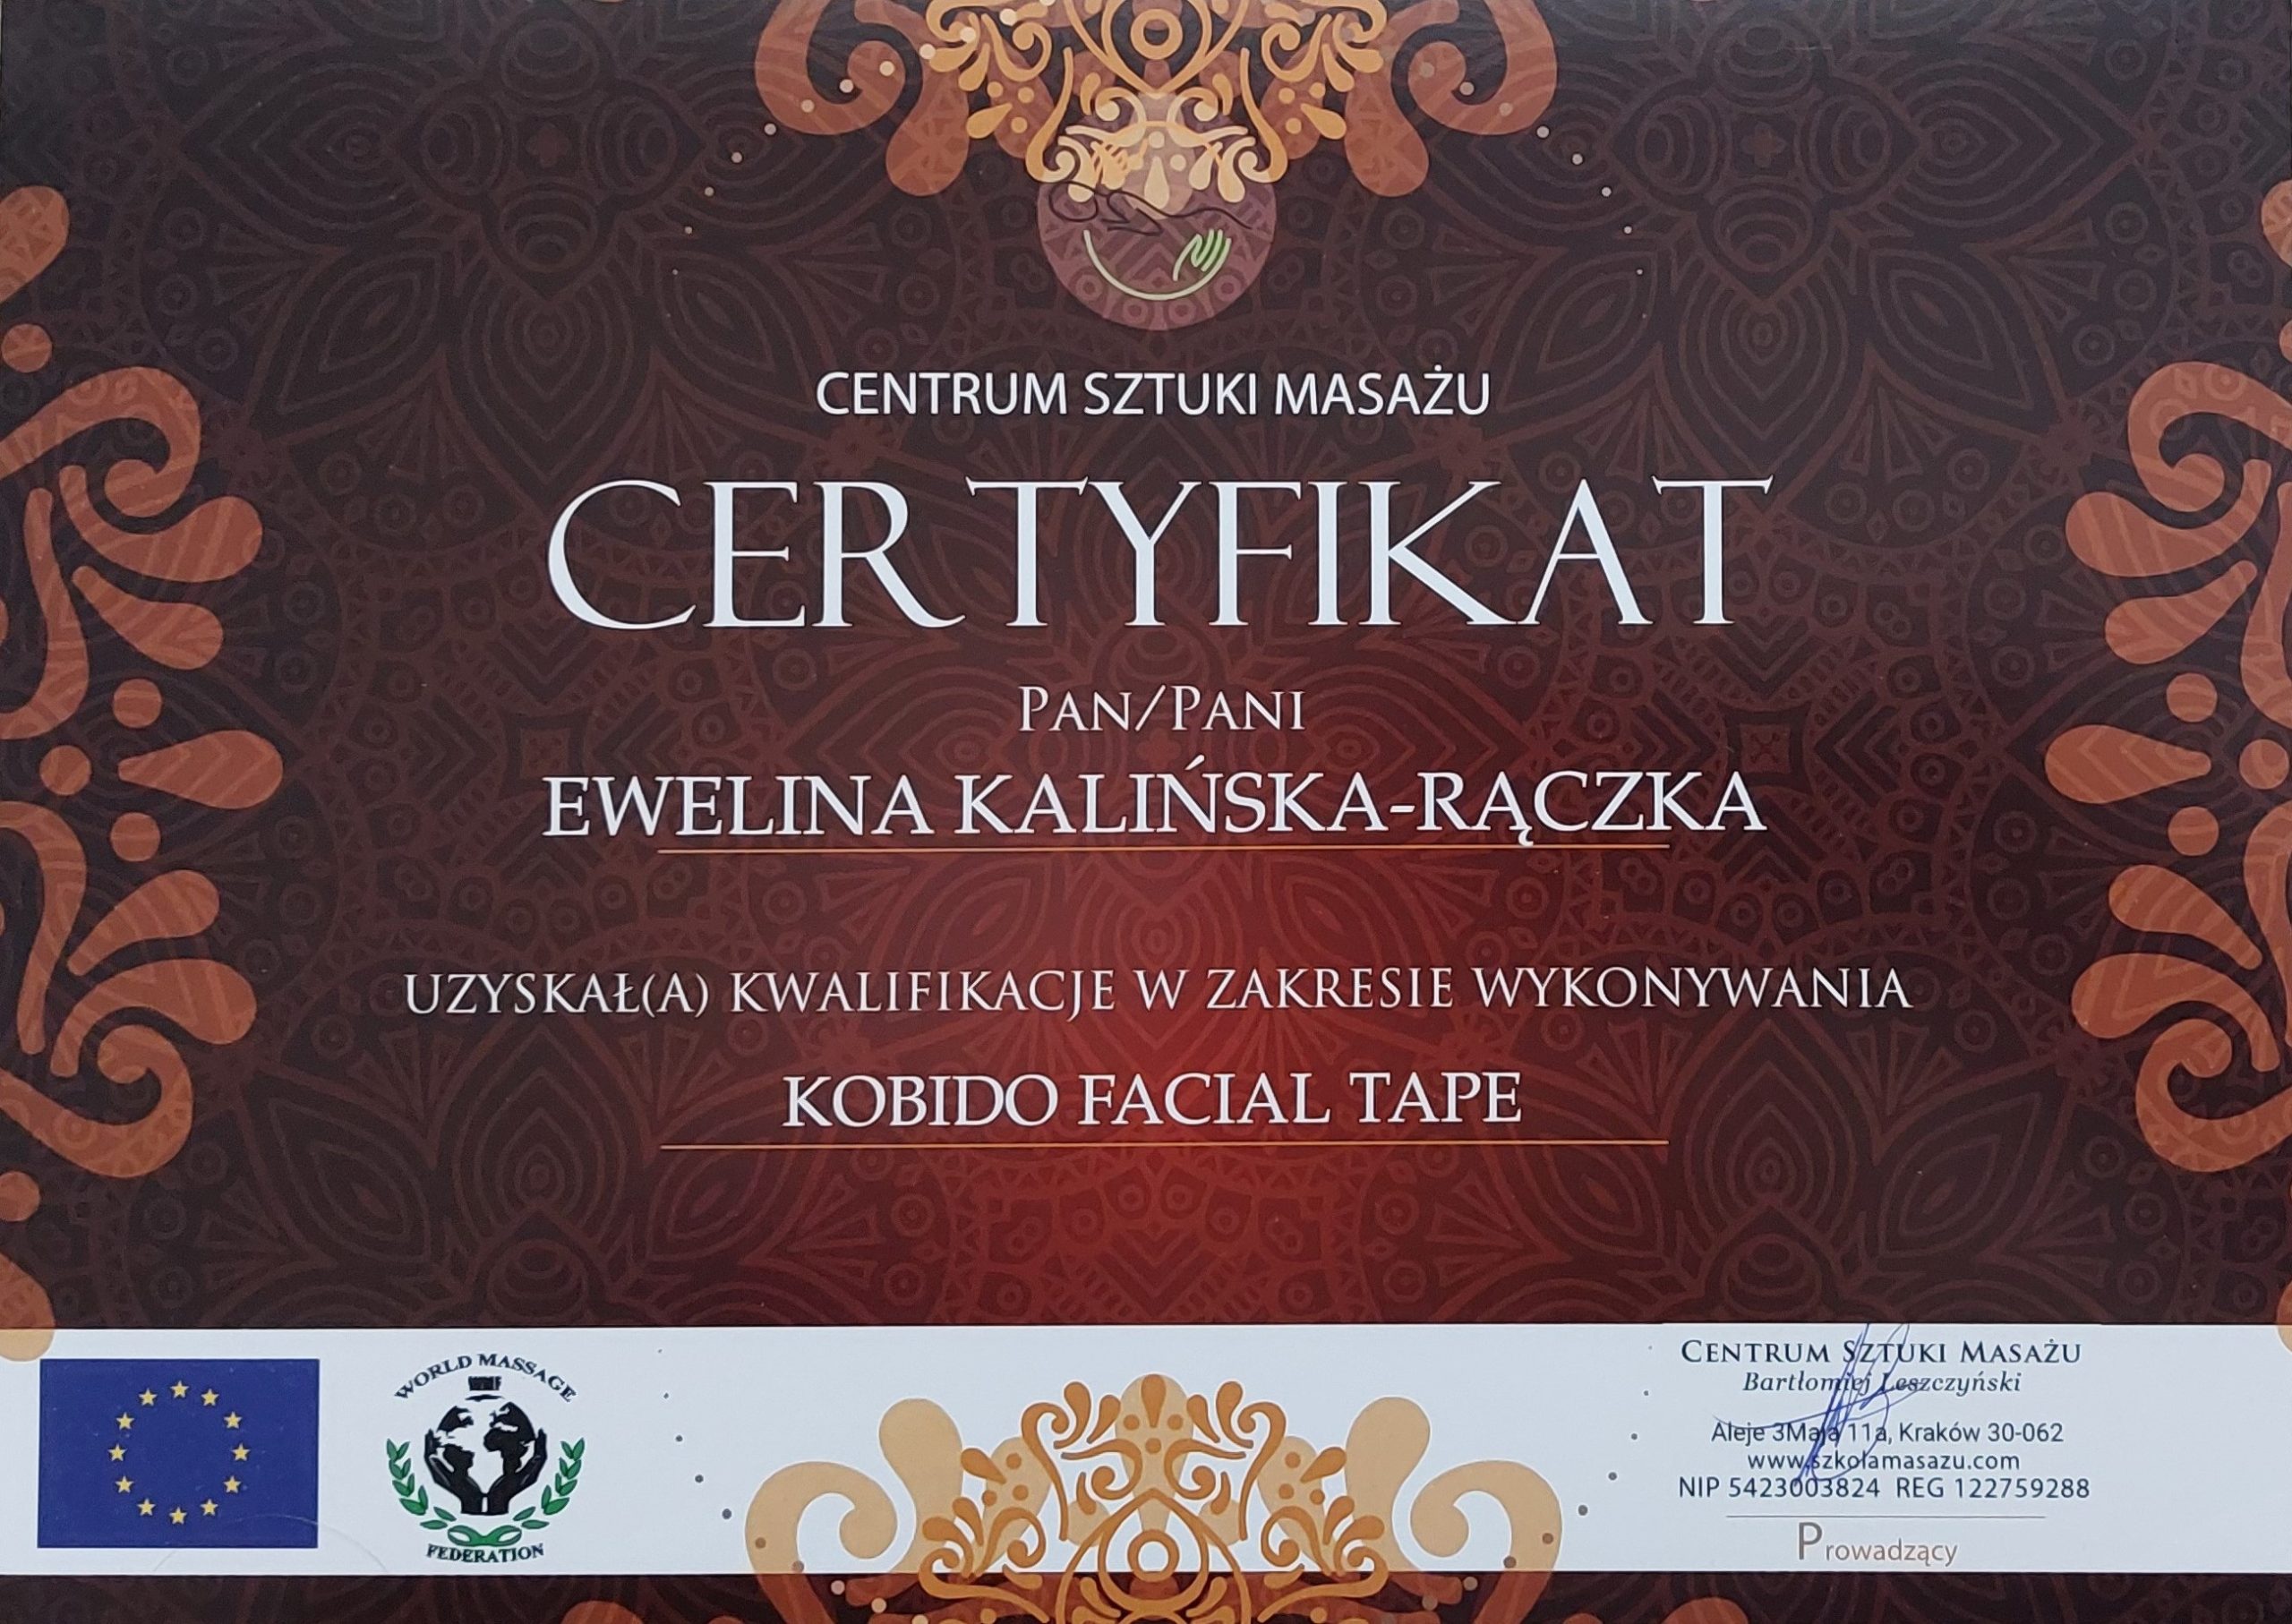 CENTRUM SZTUKI MASAŻU
CERTYFIKAT
PAN/PANI
EWELINA KALIŃSKA-RĄCZKA
UZYSKAŁ(A) KWALIFIKACJE W ZAKRESIE WYKONYWANIA
KOBIDO FACIAL TAPE
WORLD MASSAGE
WMF
FEDERATION
CENTRUM SZTUKI MASAŻU
Bartłomiej Leszczyński
Aleje 3Maja 11a, Kraków 30-062
www.szkolamasazu.com
NIP 5423003824 REG 122759288
Prowadzący